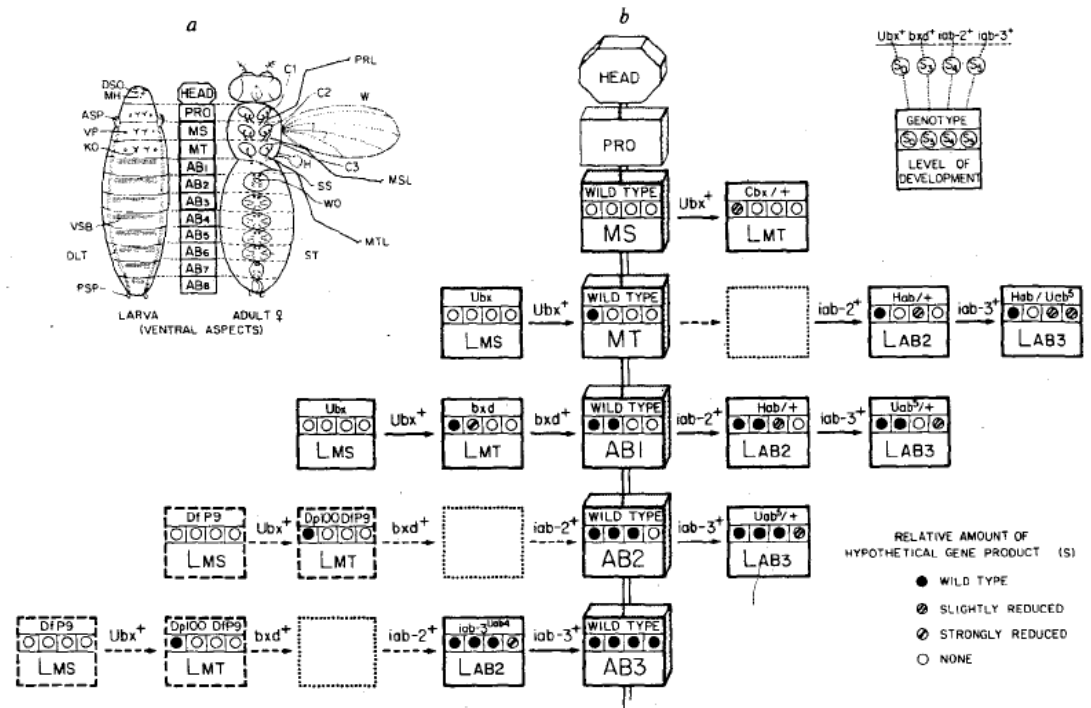 a
DSO
MH
ASP
VP
KO
VSB
DLT
PSP
HEAD
PRO
MS
MT
AB1
AB2
AB3
AB4
AB5
AB6
AB7
AB8
C1
PRL
C2
W
H
C3
MSL
SS
WO
MTL
ST
LARVA
ADULT ♀
(VENTRAL ASPECTS)
b
HEAD
PRO
Ubx+ bxd+ iab-2+ iab-3+
GENOTYPE
LEVEL OF
DEVELOPMENT
WILD TYPE
MS
Ubx+
Cbx/+
LMT
Ubx
LMS
Ubx+
WILD TYPE
MT
iab-2+
Hab/+
LAB2
iab-3+
Hab/Uab5
LAB3
Ubx
LMS
Ubx+
bxd
LMT
bxd+
WILD TYPE
AB1
iab-2+
Hab/+
LAB2
iab-3+
Uab5/+
LAB3
Df P9
LMS
Ubx+
Dp100 DfP9
LMT
bxd+
iab-2+
WILD TYPE
AB2
iab-3+
Uab5/+
LAB3
Df P9
LMS
Ubx+
Dp100 DfP9
LMT
bxd+
iab-2+
iab-3Uab4
LAB2
iab-3+
WILD TYPE
AB3
RELATIVE AMOUNT OF
HYPOTHETICAL GENE PRODUCT (S)
WILD TYPE
SLIGHTLY REDUCED
STRONGLY REDUCED
NONE